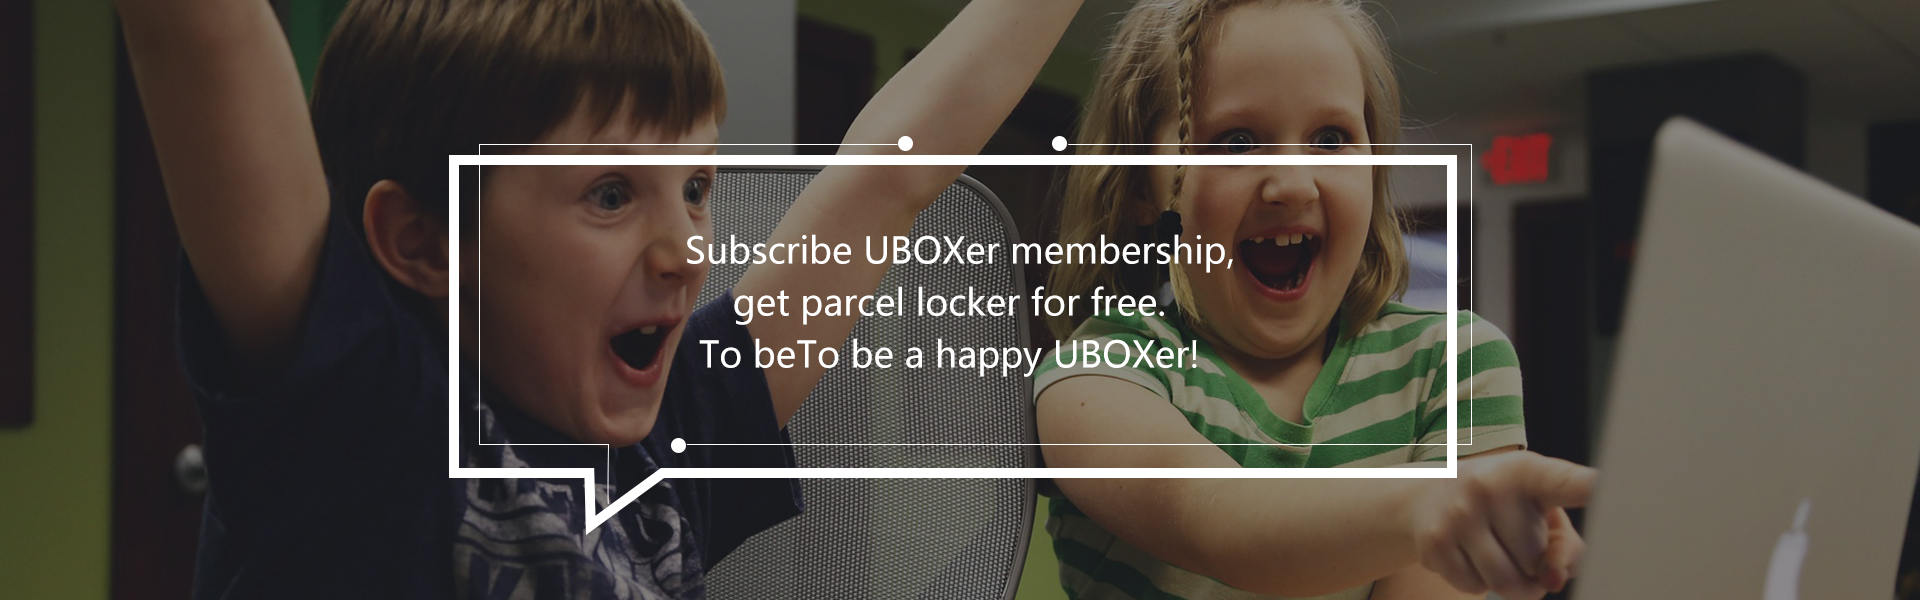 Subscribe UBOXer membership,
get parcel locker for free.
To beTo be a happy UBOXer!